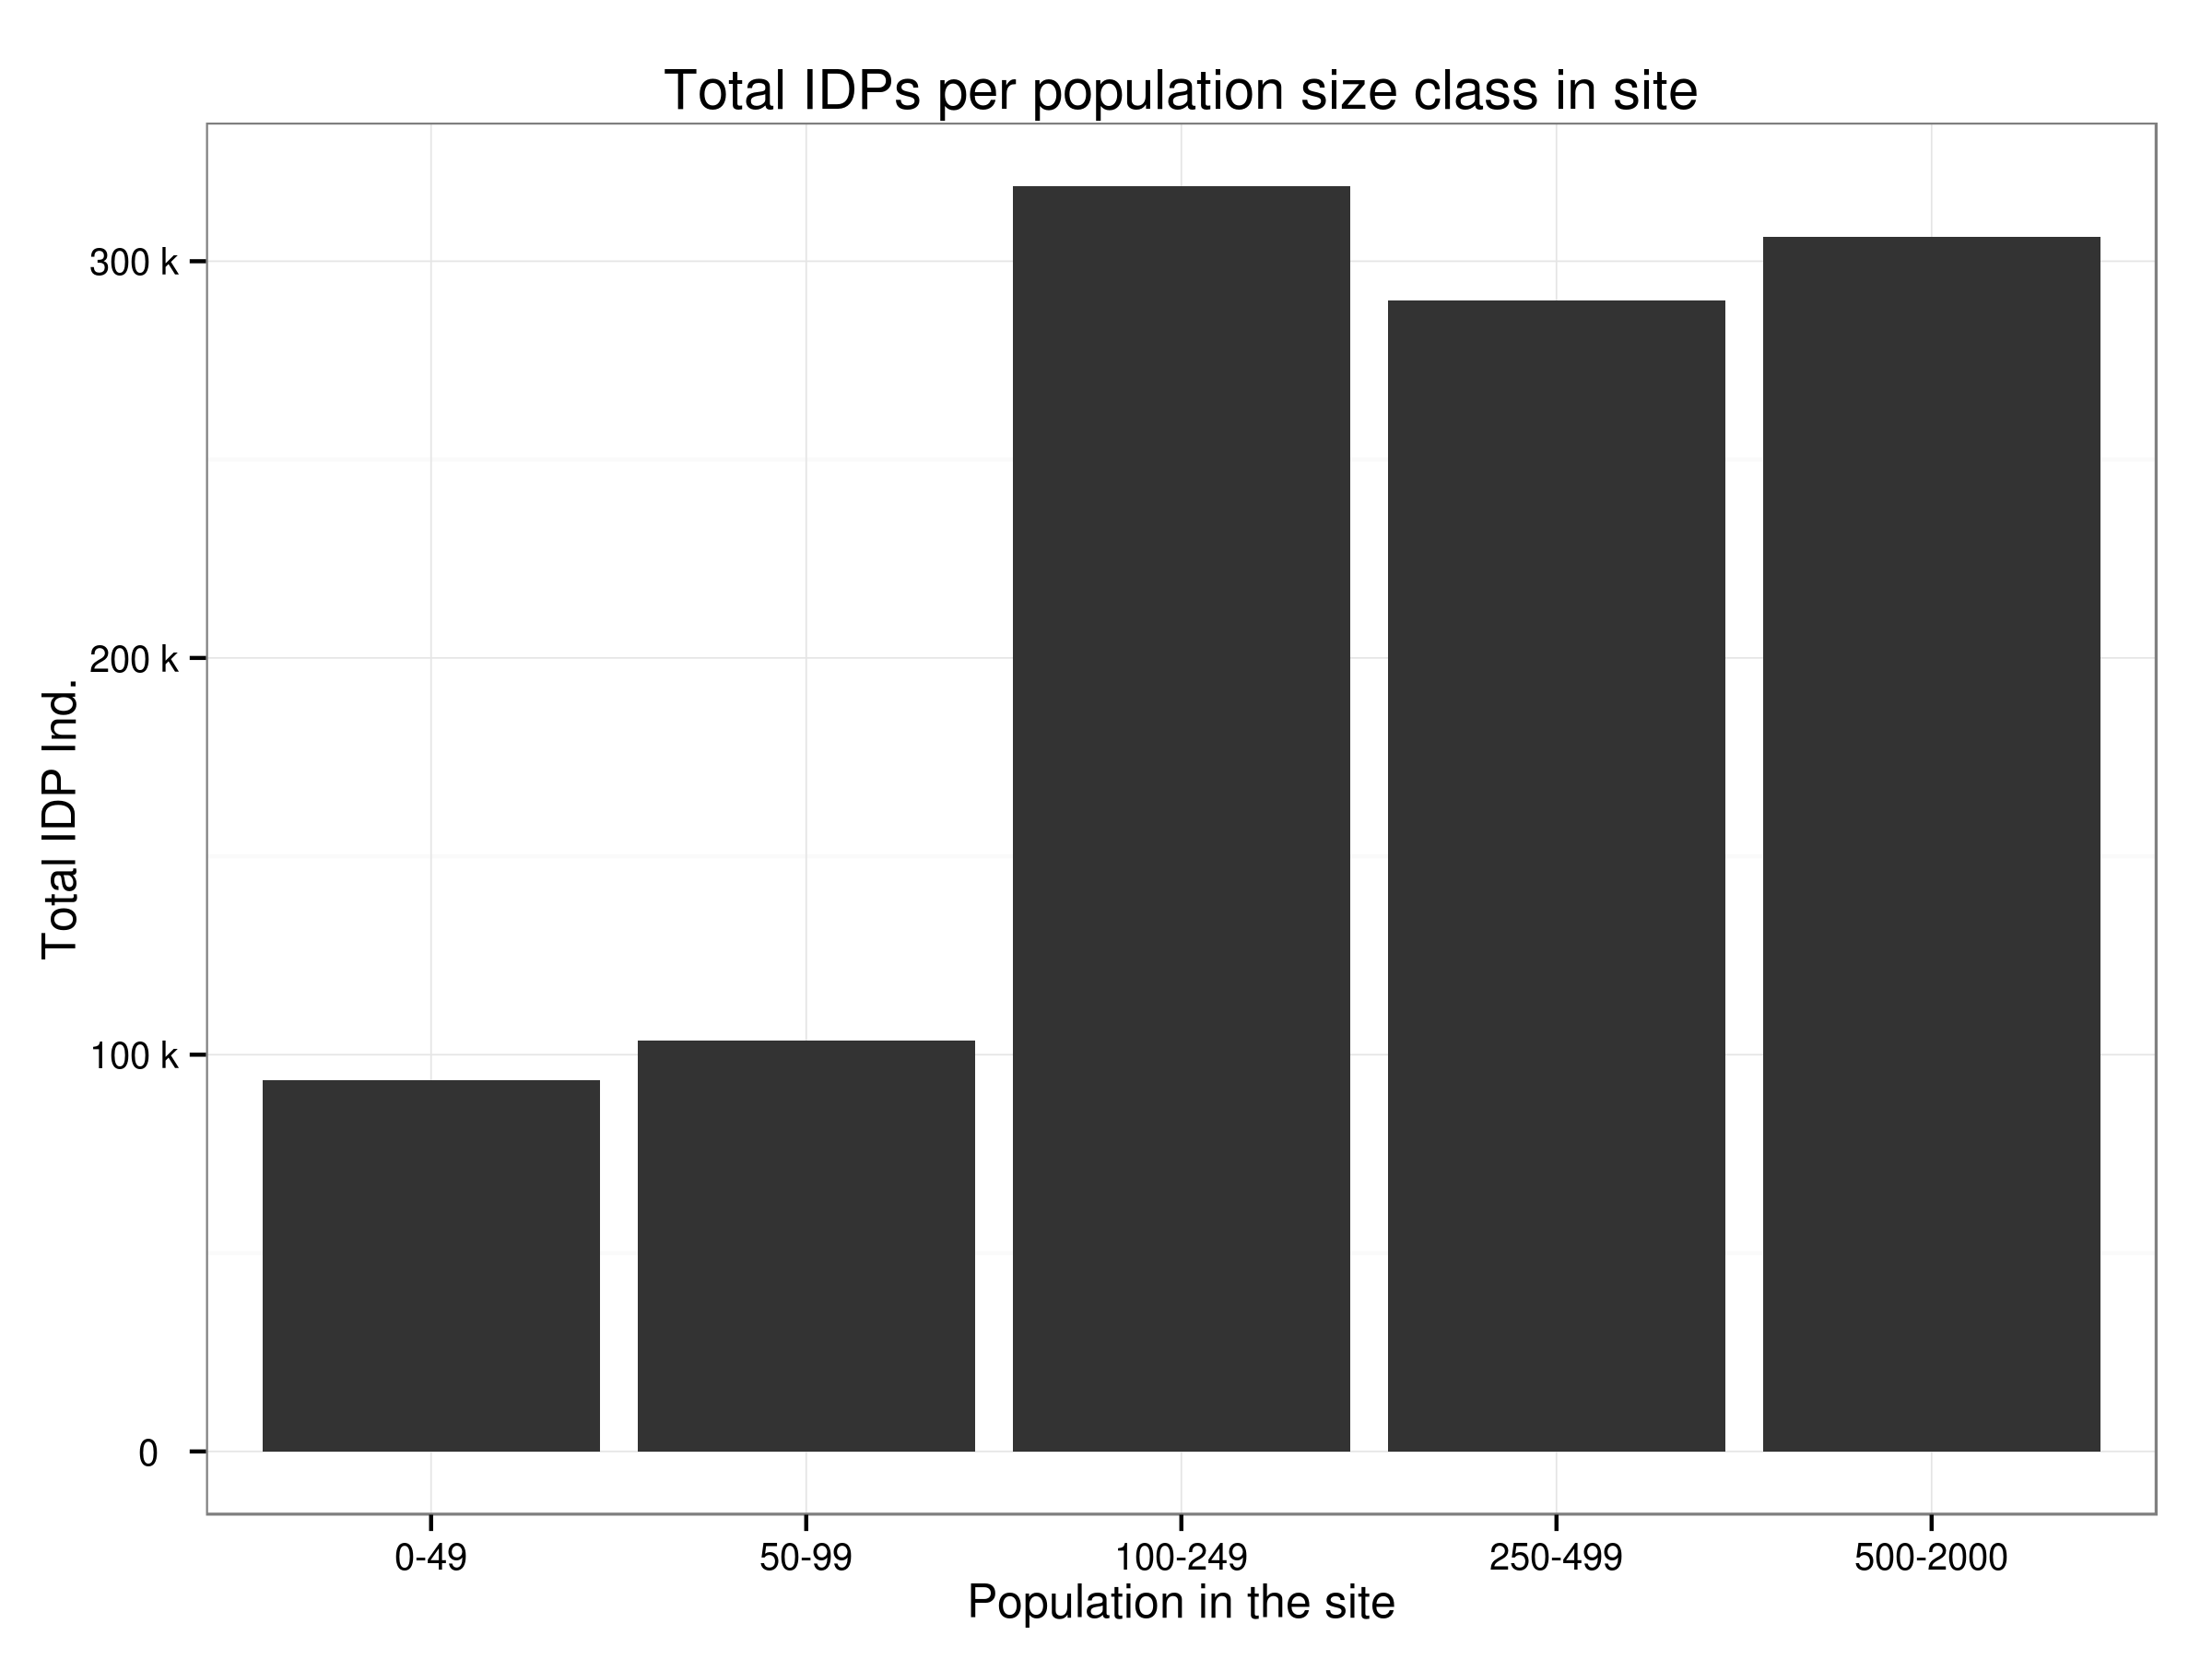 Total IDPs per population size class in site
Total IDP Ind.
300 k
200 k
100 k
0
0-49 50-99 100-249 250-499 500-2000
Population in the site